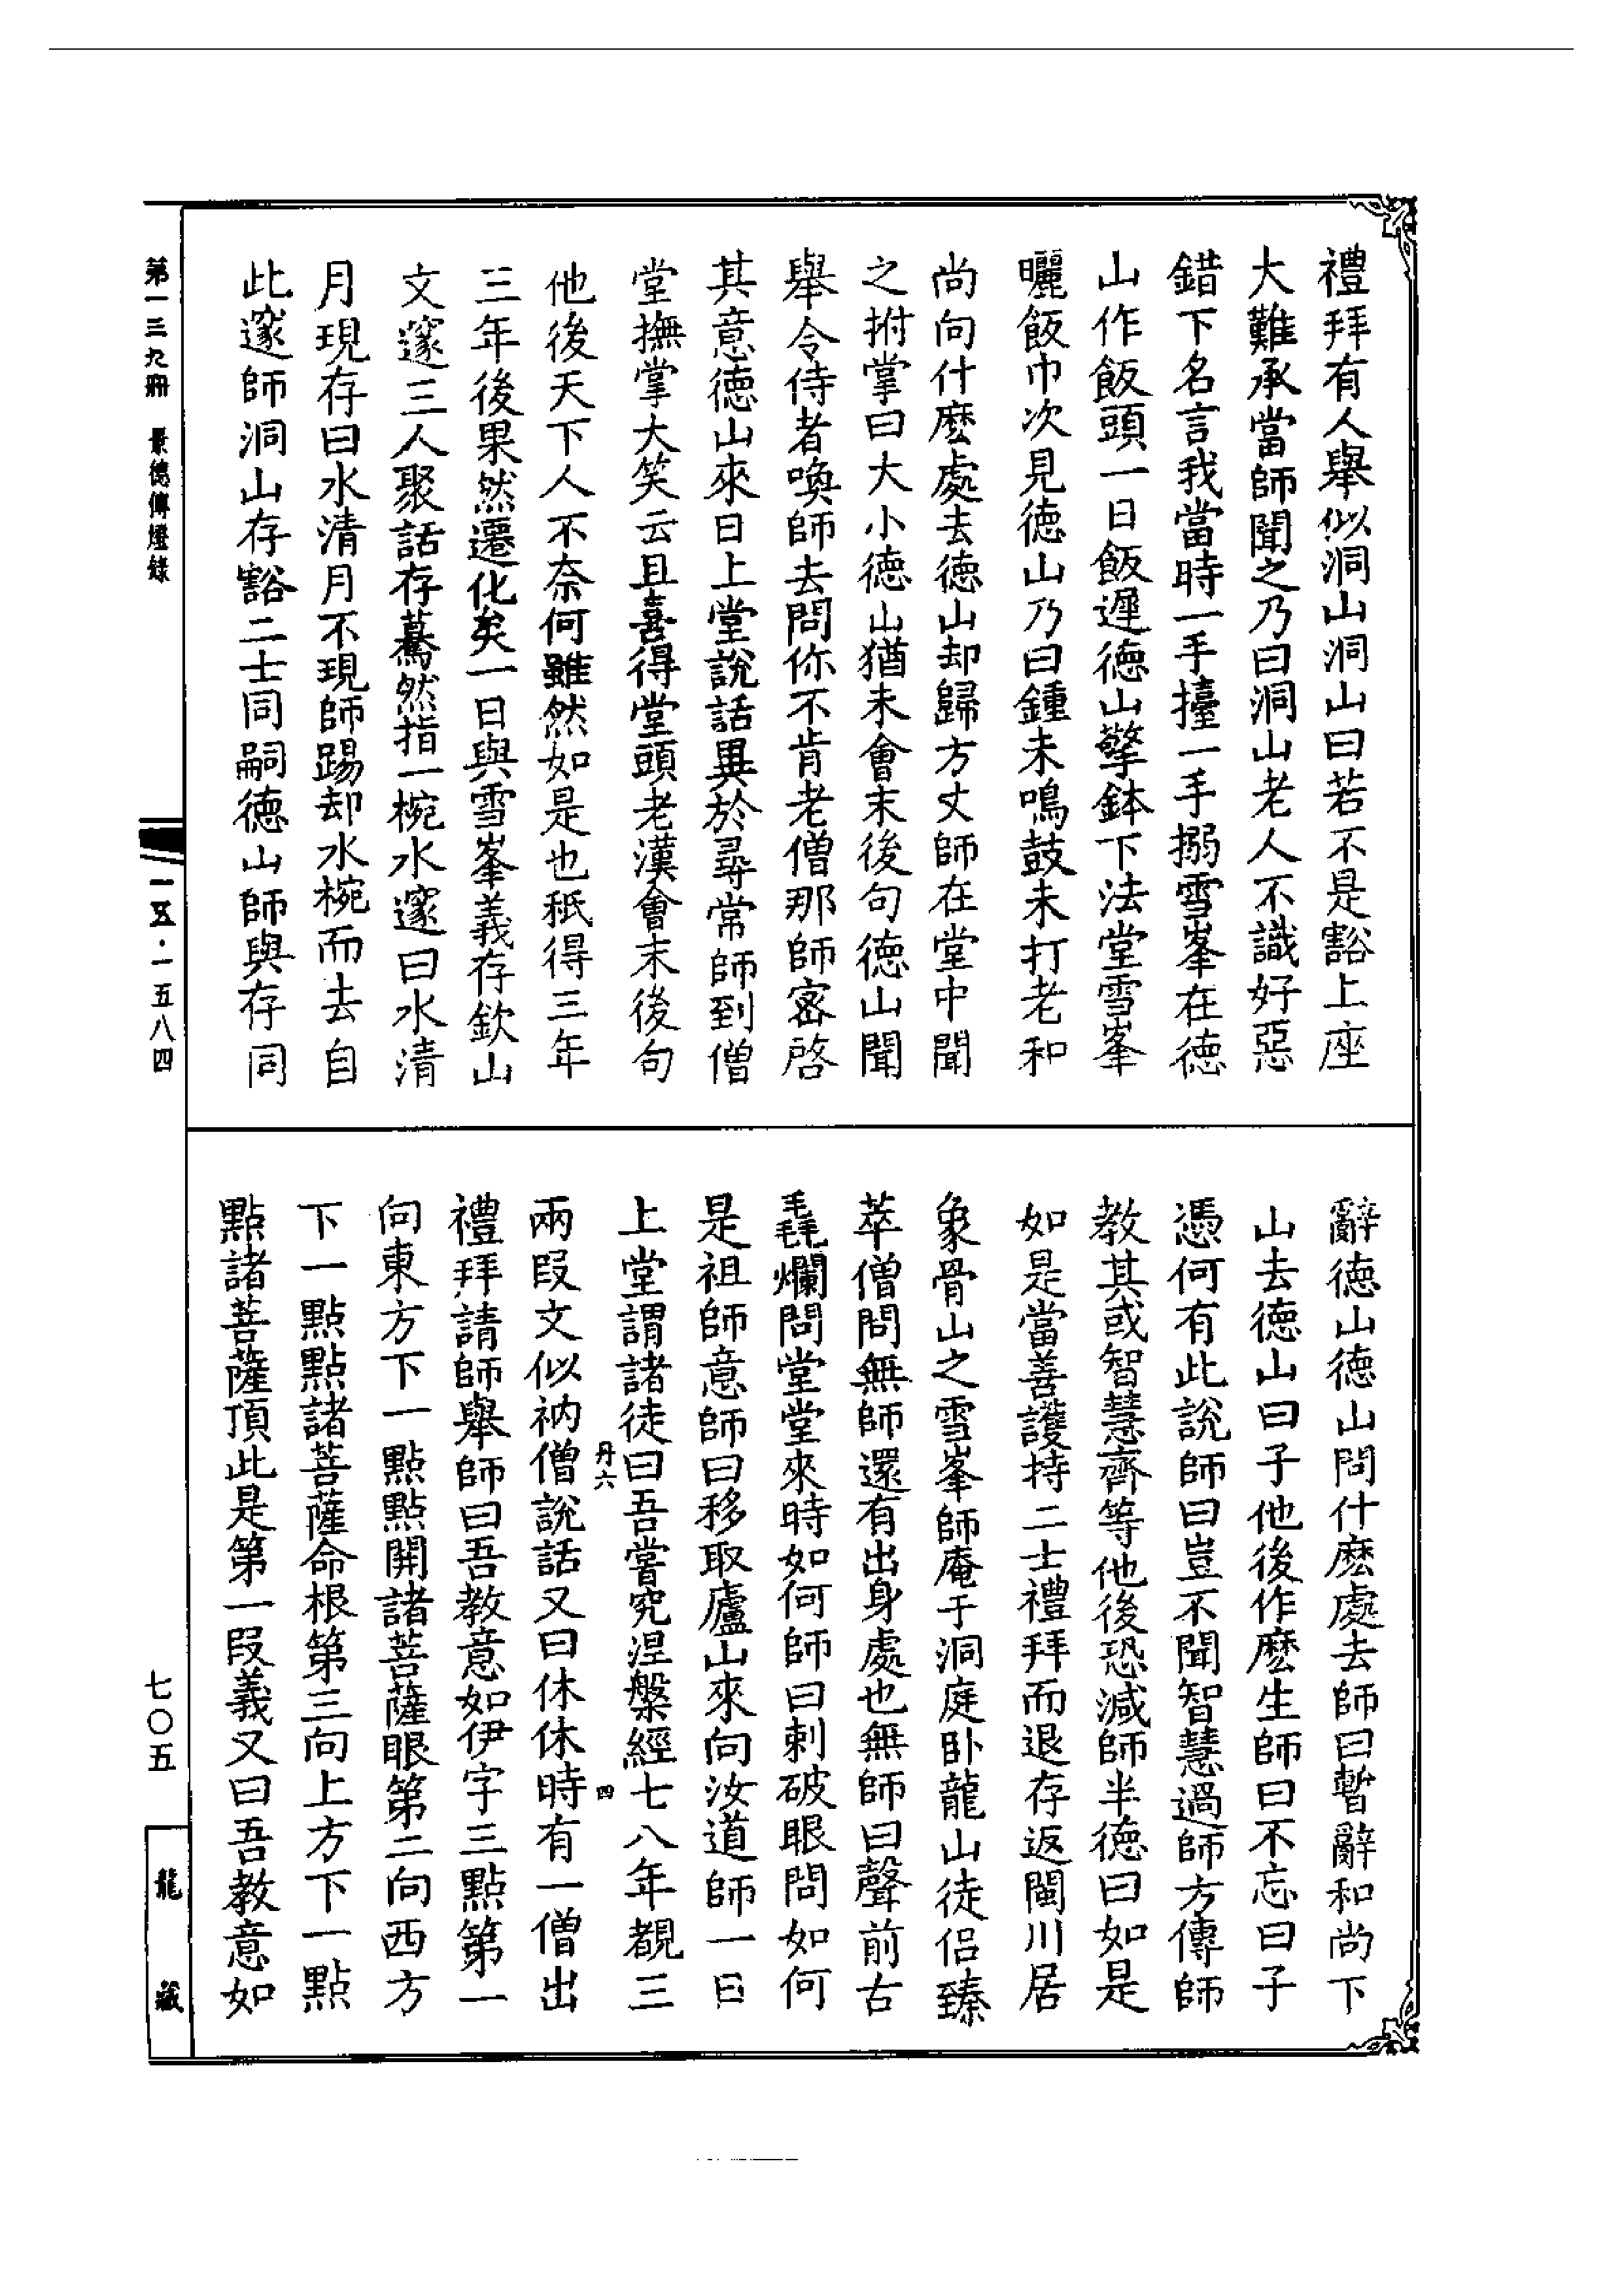 禮拜有人舉似洞山洞山曰若不是豁上座
大難承當師聞之乃曰洞山老人不識好惡
錯下名言我當時一手擡一手搦雪峯在德
山作飯頭一日飯遲德山擎鉢下法堂雪峯
曬飯巾次見德山乃曰鍾未鳴鼓未打老和
尚向什麽處去德山却歸方丈師在堂中聞
之拊掌曰大小德山猶未會末後句德山聞
舉令侍者喚師去問你不肯老僧那師密啓
其意德山來日上堂說話異於尋常師到僧
堂撫掌大笑云且喜得堂頭老漢會末後句
他後天下人不奈何雖然如是也秖得三年
三年後果然遷化矣一日與雪峯義存欽山
文邃三人聚話存驀然指一椀水邃曰水清
月現存曰水清月不現師踢却水椀而去自
此邃師洞山存豁二士同嗣德山師與存同
辭德山德山問什麽處去師曰暫辭和尚下
山去德山曰子他後作麽生師曰不忘曰子
憑何有此說師曰豈不聞智慧過師方傳師
教其或智慧齊等他後恐減師半德曰如是
如是當善護持二士禮拜而退存返閩川居
象骨山之雪峯師庵于洞庭卧龍山徒侣臻
萃僧問無師還有出身處也無師曰聲前古
毳爛問堂堂來時如何師曰刺破眼問如何
是祖師意師曰移取廬山來向汝道師一日
上堂謂諸徒曰吾嘗究涅槃經七八年覩三
兩段文似衲僧說話又曰休休時有一僧出
禮拜請師舉師曰吾教意如伊字三點第一
向東方下一點點開諸菩薩眼第二向西方
下一點點諸菩薩命根第三向上方下一點
點諸菩薩頂此是第一段義又曰吾教意如
丹六
四
第一三九冊 景德傳燈錄
一五·一五八四
七〇五
龍藏